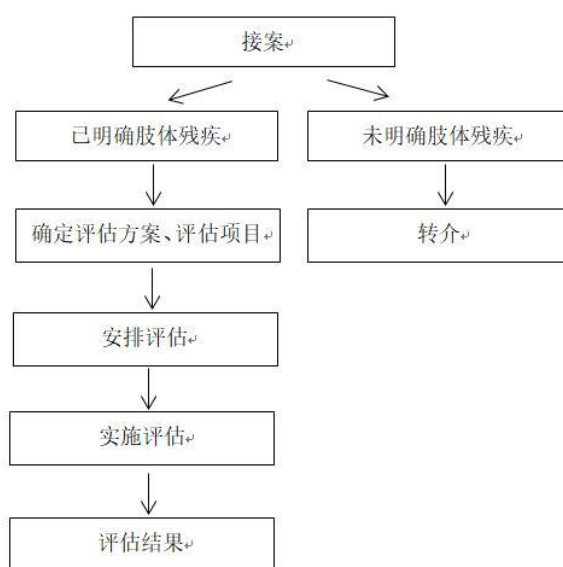 接案
已明确肢体残疾
未明确肢体残疾
确定评估方案、评估项目
转介
安排评估
实施评估
评估结果